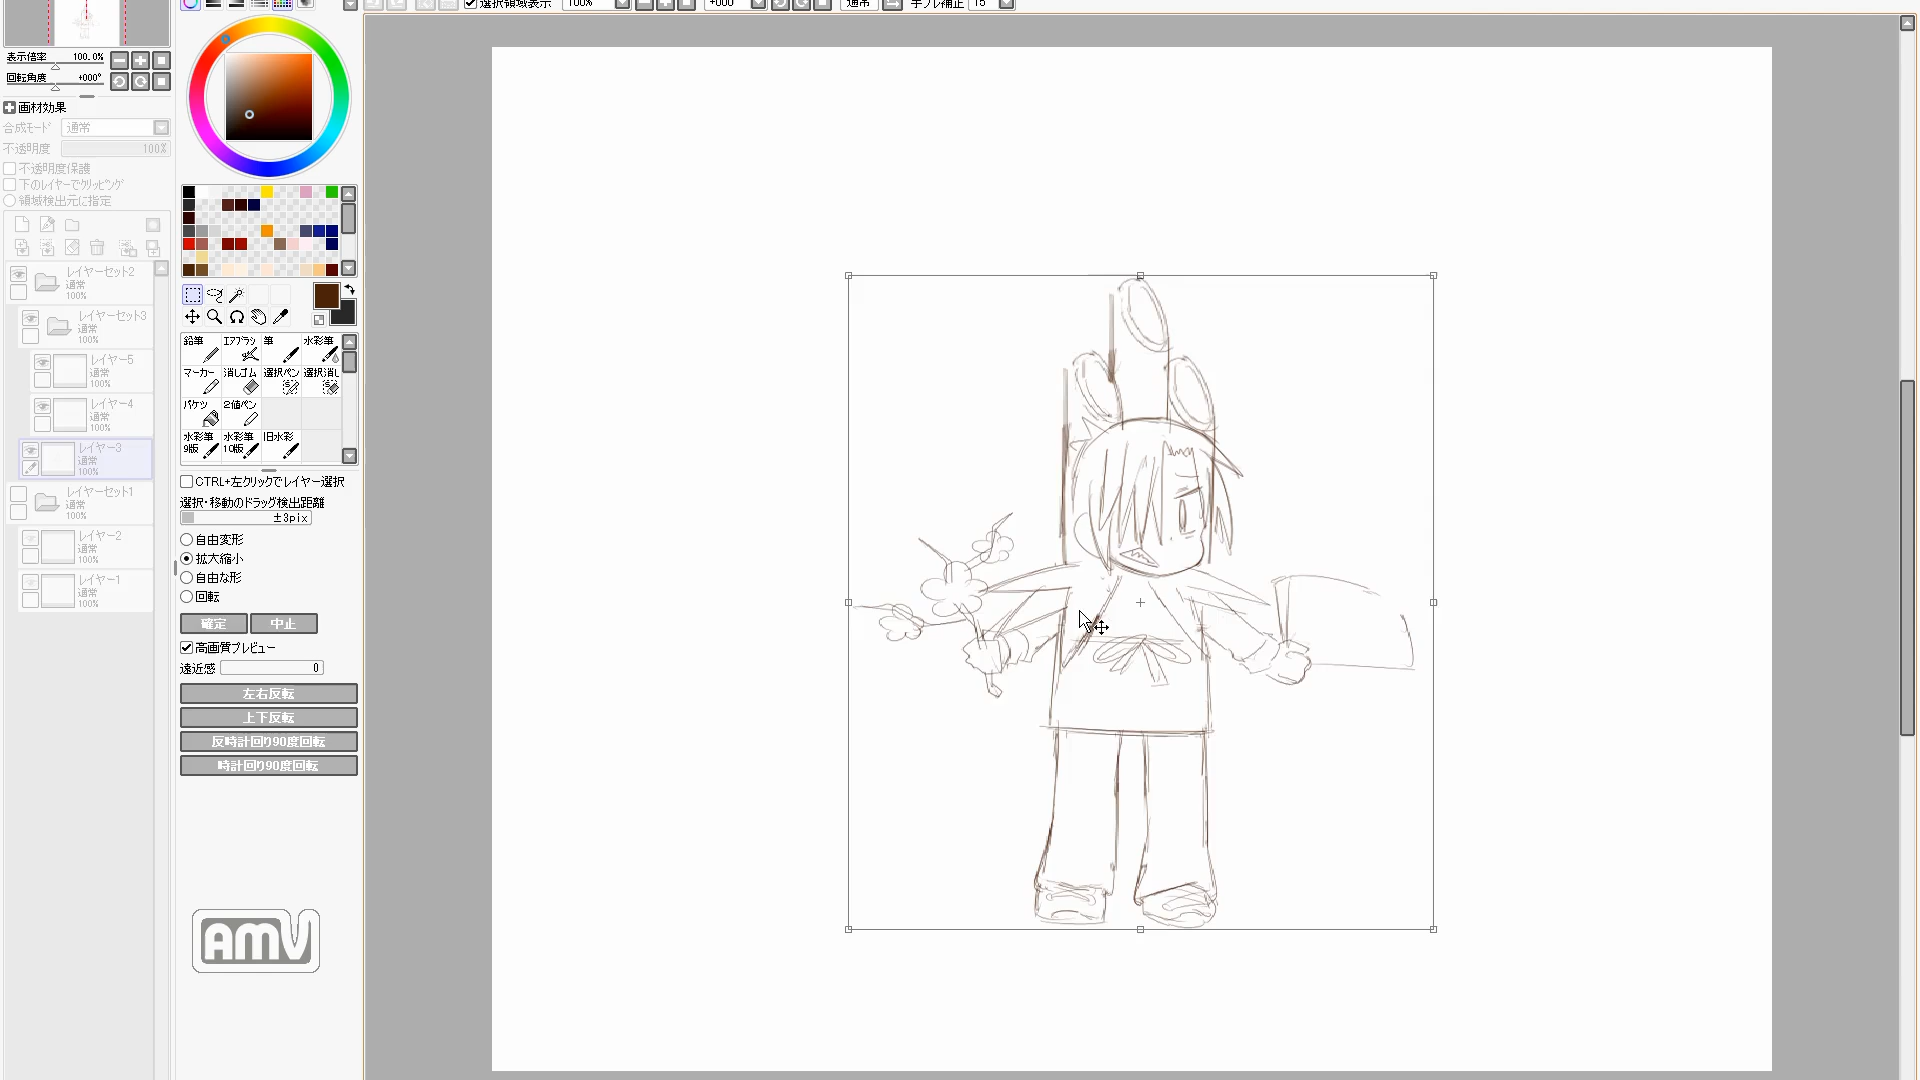 選択領域表示 100% +000 通常 手ブレ補正 15
表示倍率 100.0%
回転角度 +000°
画材効果
合成モード 通常
不透明度 100%
不透明度保護
下のレイヤーでクリッピング
領域検出元に指定
レイヤーセット2
通常
100%
レイヤーセット3
通常
100%
レイヤー5
通常
100%
レイヤー4
通常
100%
レイヤー3
通常
100%
レイヤーセット1
通常
100%
レイヤー2
通常
100%
レイヤー1
通常
100%
鉛筆 エアブラシ 筆 水彩筆
マーカー 消しゴム 選択ペン 選択消し
バケツ 2値ペン
水彩筆 水彩筆 旧水彩
9版 10版
CTRL+左クリックでレイヤー選択
選択・移動のドラッグ検出距離
±3pix
自由変形
拡大縮小
自由な形
回転
確定 中止
高画質プレビュー
遠近感 0
左右反転
上下反転
反時計回り90度回転
時計回り90度回転
AMV